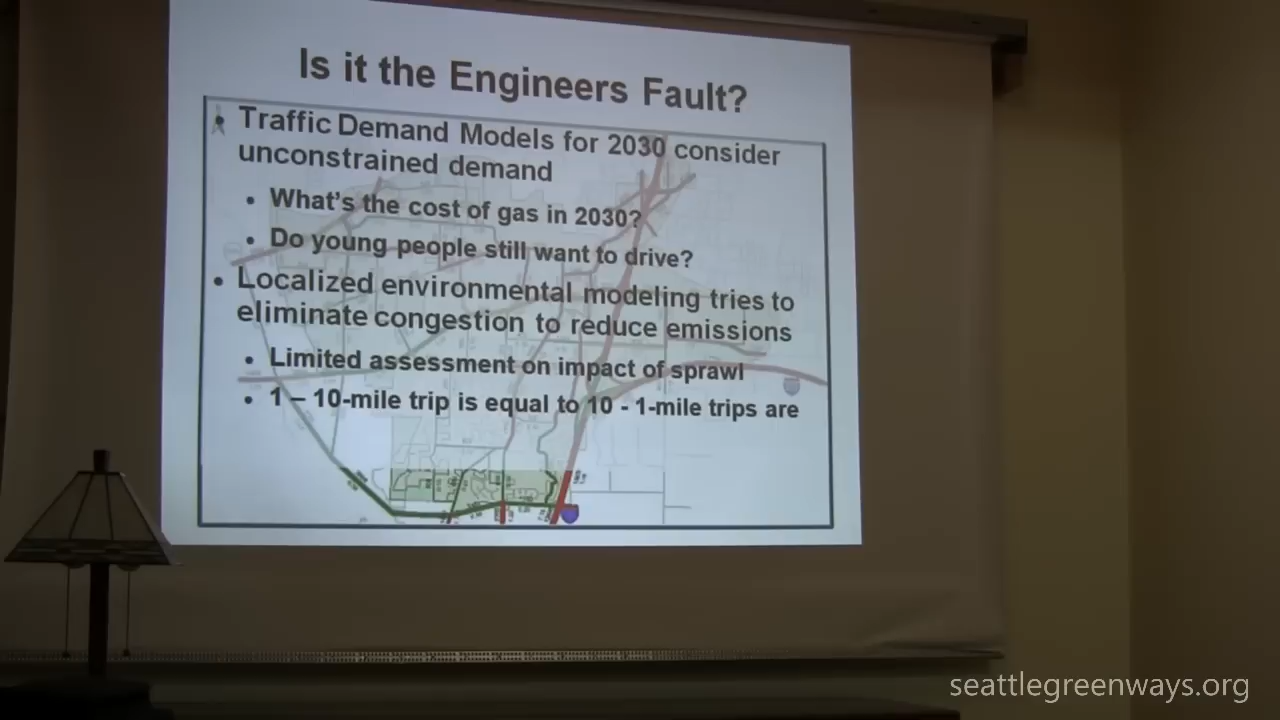 Is it the Engineers Fault?
• Traffic Demand Models for 2030 consider
unconstrained demand
• What's the cost of gas in 2030?
• Do young people still want to drive?
• Localized environmental modeling tries to
eliminate congestion to reduce emissions
• Limited assessment on impact of sprawl
• 1 – 10-mile trip is equal to 10 - 1-mile trips are
seattlegreenways.org